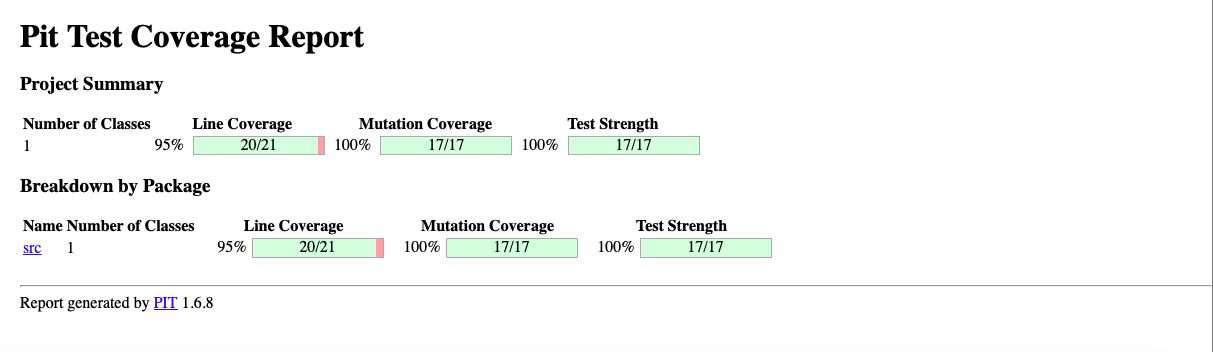 Pit Test Coverage Report
Project Summary
Number of Classes Line Coverage Mutation Coverage Test Strength
1 95% 20/21 100% 17/17 100% 17/17
Breakdown by Package
Name Number of Classes Line Coverage Mutation Coverage Test Strength
src 1 95% 20/21 100% 17/17 100% 17/17
Report generated by PIT 1.6.8